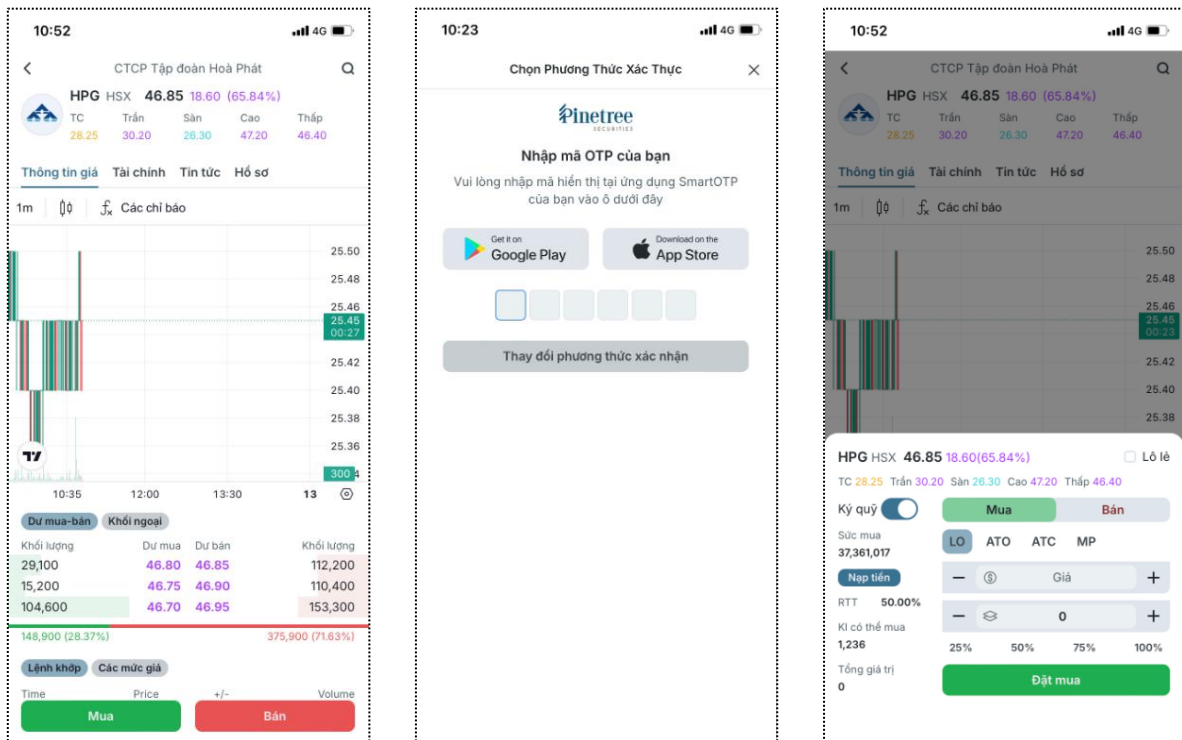 10:52
4G
CTCP Tập đoàn Hoà Phát
HPG HSX 46.85 18.60 (65.84%)
TC Trần Sàn Cao Thấp
28.25 30.20 26.30 47.20 46.40
Thông tin giá Tài chính Tin tức Hồ sơ
1m fx Các chỉ báo
25.50
25.48
25.46
25.45
00:27
25.42
25.40
25.38
25.36
300 4
10:35 12:00 13:30 13
Dư mua-bán Khối ngoại
Khối lượng Dư mua Dư bán Khối lượng
29,100 46.80 46.85 112,200
15,200 46.75 46.90 110,400
104,600 46.70 46.95 153,300
148,900 (28.37%) 375,900 (71.63%)
Lệnh khớp Các mức giá
Time Price +/- Volume
Mua Bán
10:23
4G
Chọn Phương Thức Xác Thực
Pinetree
SECURITIES
Nhập mã OTP của bạn
Vui lòng nhập mã hiển thị tại ứng dụng SmartOTP
của bạn vào ô dưới đây
Get it on
Google Play
Download on the
App Store
Thay đổi phương thức xác nhận
10:52
4G
CTCP Tập đoàn Hoà Phát
HPG HSX 46.85 18.60 (65.84%)
TC Trần Sàn Cao Thấp
28.25 30.20 26.30 47.20 46.40
Thông tin giá Tài chính Tin tức Hồ sơ
1m fx Các chỉ báo
25.50
25.48
25.46
25.45
00:23
25.42
25.40
25.38
HPG HSX 46.85 18.60(65.84%) Lô lẻ
TC 28.25 Trần 30.20 Sàn 26.30 Cao 47.20 Thấp 46.40
Ký quỹ Mua Bán
Sức mua
37,361,017
LO ATO ATC MP
Nạp tiền
Giá
RTT 50.00%
0
Kl có thể mua
1,236
25% 50% 75% 100%
Tổng giá trị
0
Đặt mua